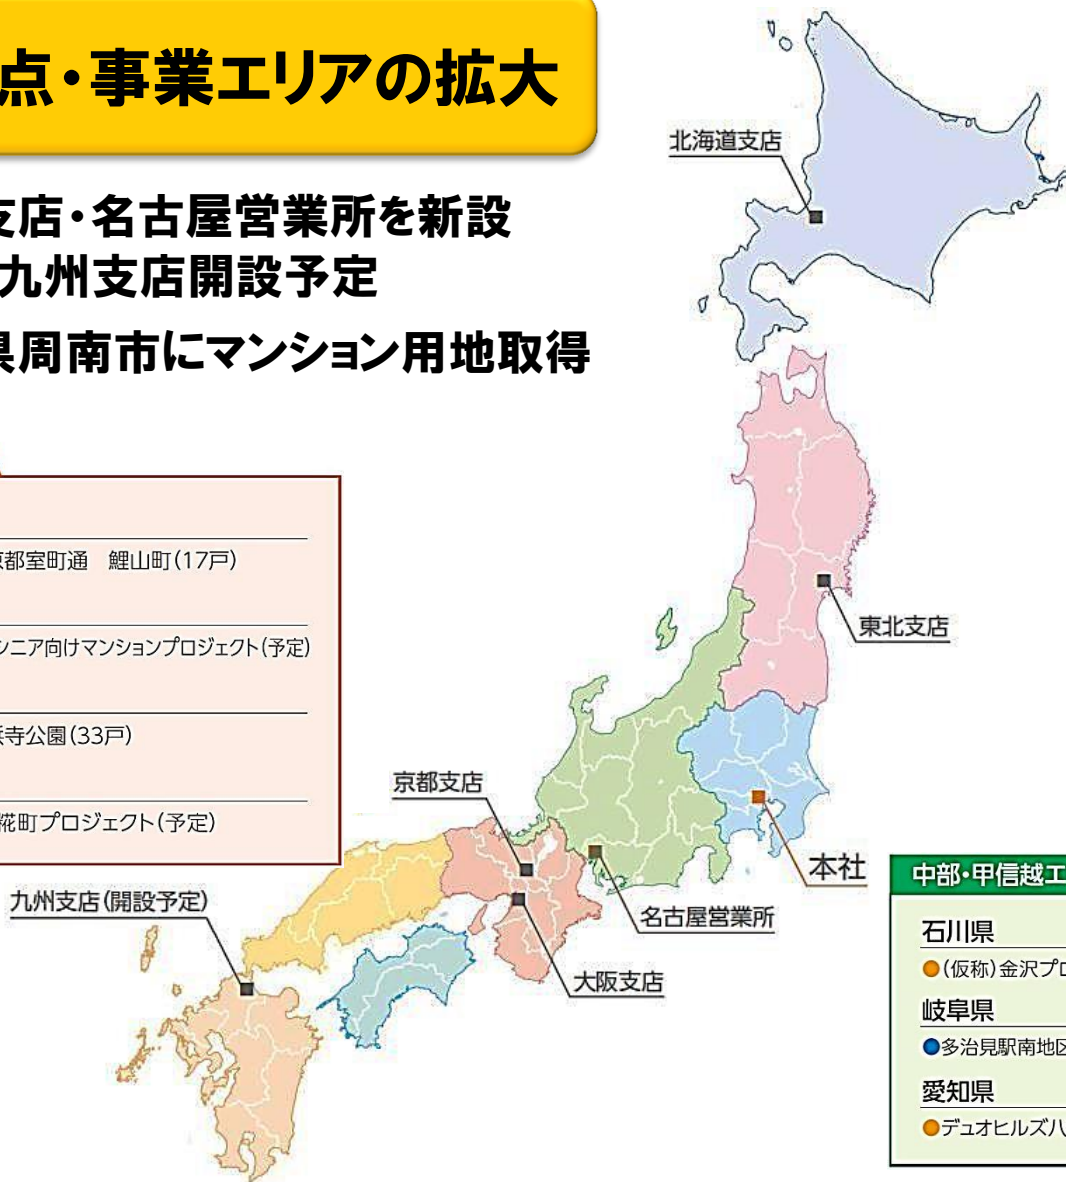 点・事業エリアの拡大
支店・名古屋営業所を新設
九州支店開設予定
県周南市にマンション用地取得
京都室町通　鯉山町(17戸)
シニア向けマンションプロジェクト(予定)
寺公園(33戸)
糀町プロジェクト(予定)
北海道支店
東北支店
京都支店
本社
九州支店(開設予定)
名古屋営業所
大阪支店
中部・甲信越エ
石川県
●(仮称)金沢プロ
岐阜県
●多治見駅南地区
愛知県
●デュオヒルズ八